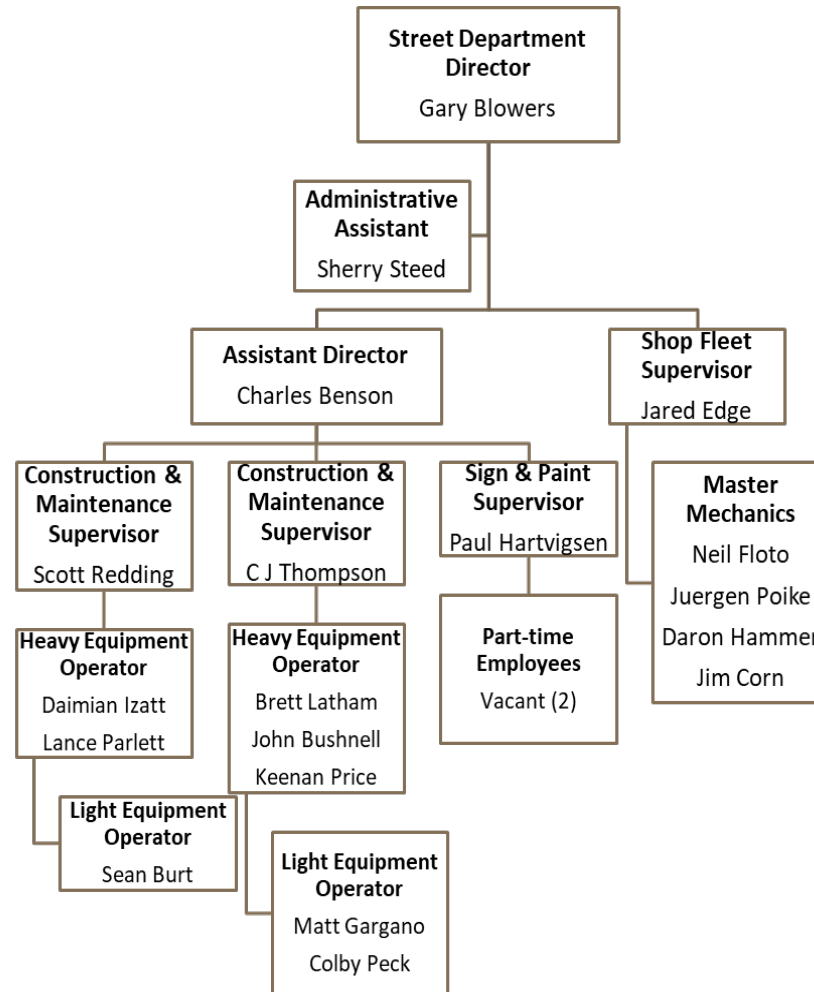 Street Department
Director
Gary Blowers
Administrative
Assistant
Sherry Steed
Assistant Director
Charles Benson
Shop Fleet
Supervisor
Jared Edge
Construction &
Maintenance
Supervisor
Scott Redding
Construction &
Maintenance
Supervisor
C J Thompson
Sign & Paint
Supervisor
Paul Hartvigsen
Master
Mechanics
Neil Floto
Juergen Poike
Daron Hammer
Jim Corn
Heavy Equipment
Operator
Daimian Izatt
Lance Parlett
Heavy Equipment
Operator
Brett Latham
John Bushnell
Keenan Price
Part-time
Employees
Vacant (2)
Light Equipment
Operator
Sean Burt
Light Equipment
Operator
Matt Gargano
Colby Peck